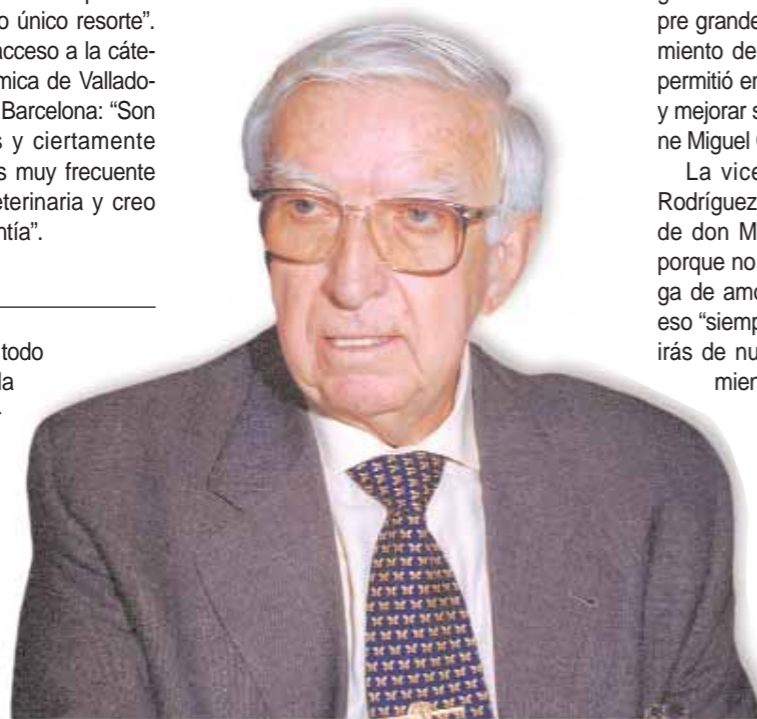 o único resorte”.
acceso a la cáte-
mica de Vallado-
Barcelona: “Son
s y ciertamente
s muy frecuente
eterinaria y creo
ntía”.
todo
la
pre grande
miento de
permitió en
y mejorar s
ne Miguel
La vice
Rodríguez
de don M
porque no
ga de amo
eso “siemp
irás de nu
mien